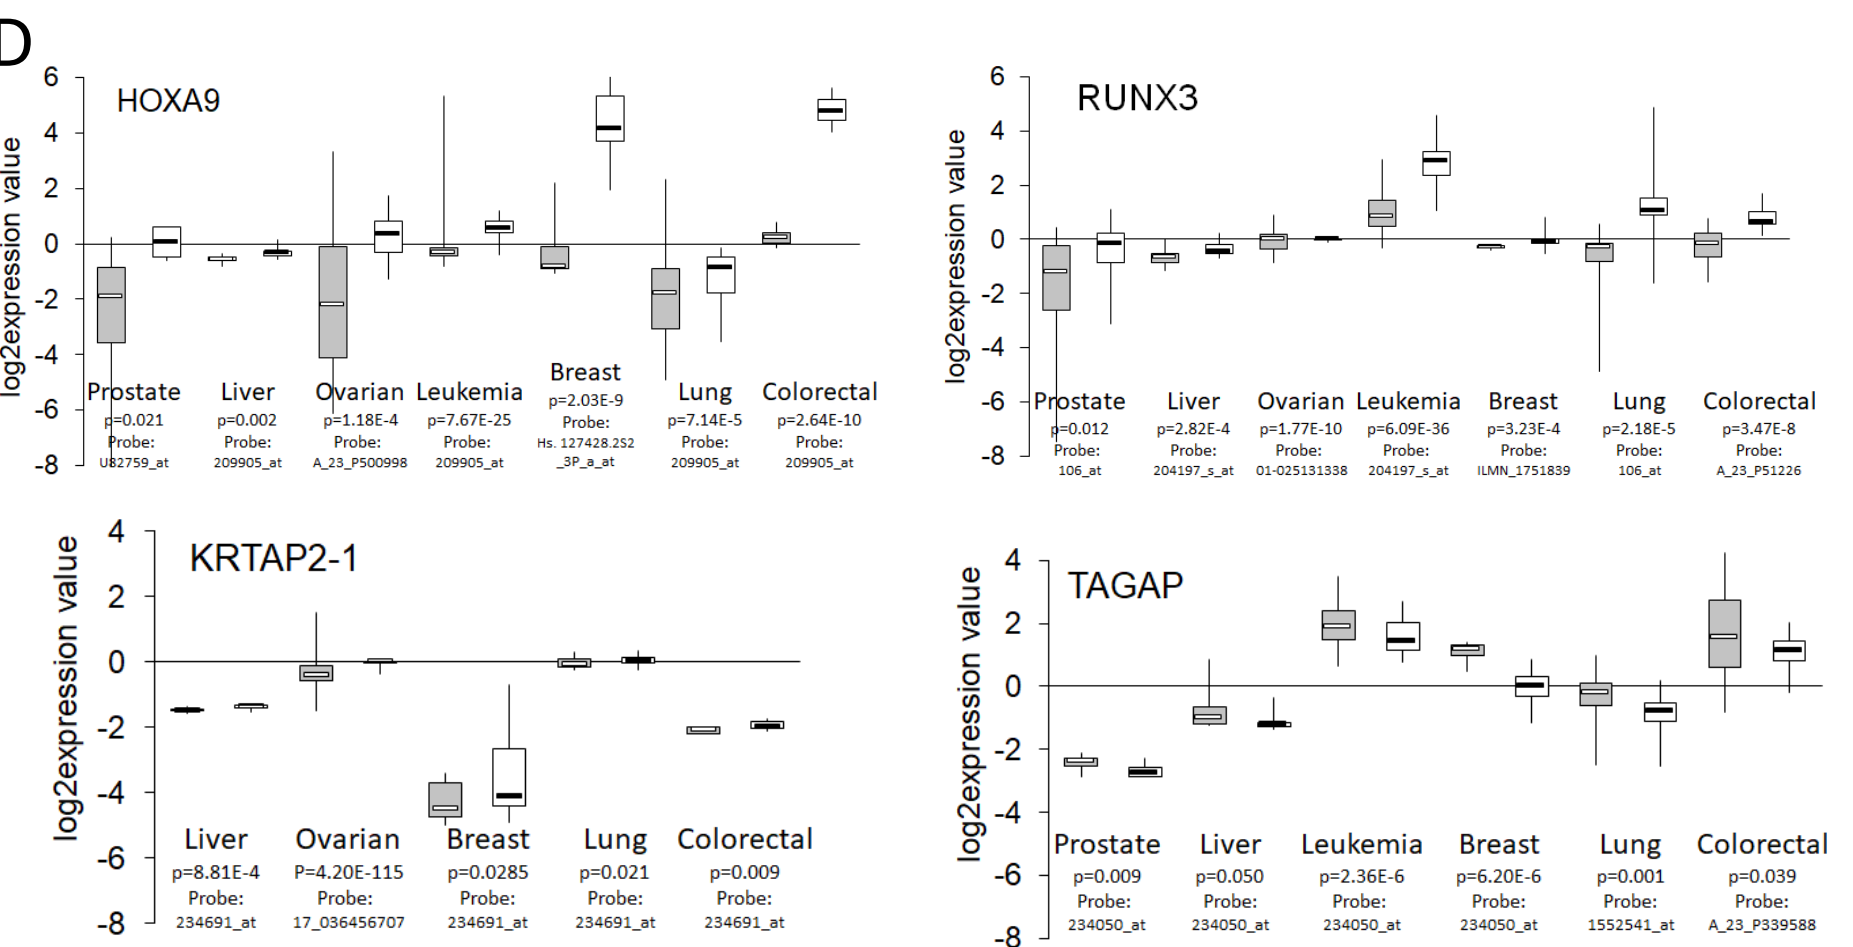 D
HOXA9
log2expression value
6
4
2
0
-2
-4
-6
-8
Prostate
p=0.021
Probe:
U82759_at
Liver
p=0.002
Probe:
209905_at
Ovarian
p=1.18E-4
Probe:
A_23_P500998
Leukemia
p=7.67E-25
Probe:
209905_at
Breast
p=2.03E-9
Probe:
Hs. 127428.2S2
_3P_a_at
Lung
p=7.14E-5
Probe:
209905_at
Colorectal
p=2.64E-10
Probe:
209905_at
RUNX3
log2expression value
6
4
2
0
-2
-4
-6
-8
Prostate
p=0.012
Probe:
106_at
Liver
p=2.82E-4
Probe:
204197_s_at
Ovarian
p=1.77E-10
Probe:
01-025131338
Leukemia
p=6.09E-36
Probe:
204197_s_at
Breast
p=3.23E-4
Probe:
ILMN_1751839
Lung
p=2.18E-5
Probe:
106_at
Colorectal
p=3.47E-8
Probe:
A_23_P51226
KRTAP2-1
log2expression value
4
2
0
-2
-4
-6
-8
Liver
p=8.81E-4
Probe:
234691_at
Ovarian
P=4.20E-115
Probe:
17_036456707
Breast
p=0.0285
Probe:
234691_at
Lung
p=0.021
Probe:
234691_at
Colorectal
p=0.009
Probe:
234691_at
TAGAP
log2expression value
4
2
0
-2
-4
-6
-8
Prostate
p=0.009
Probe:
234050_at
Liver
p=0.050
Probe:
234050_at
Leukemia
p=2.36E-6
Probe:
234050_at
Breast
p=6.20E-6
Probe:
234050_at
Lung
p=0.001
Probe:
1552541_at
Colorectal
p=0.039
Probe:
A_23_P339588